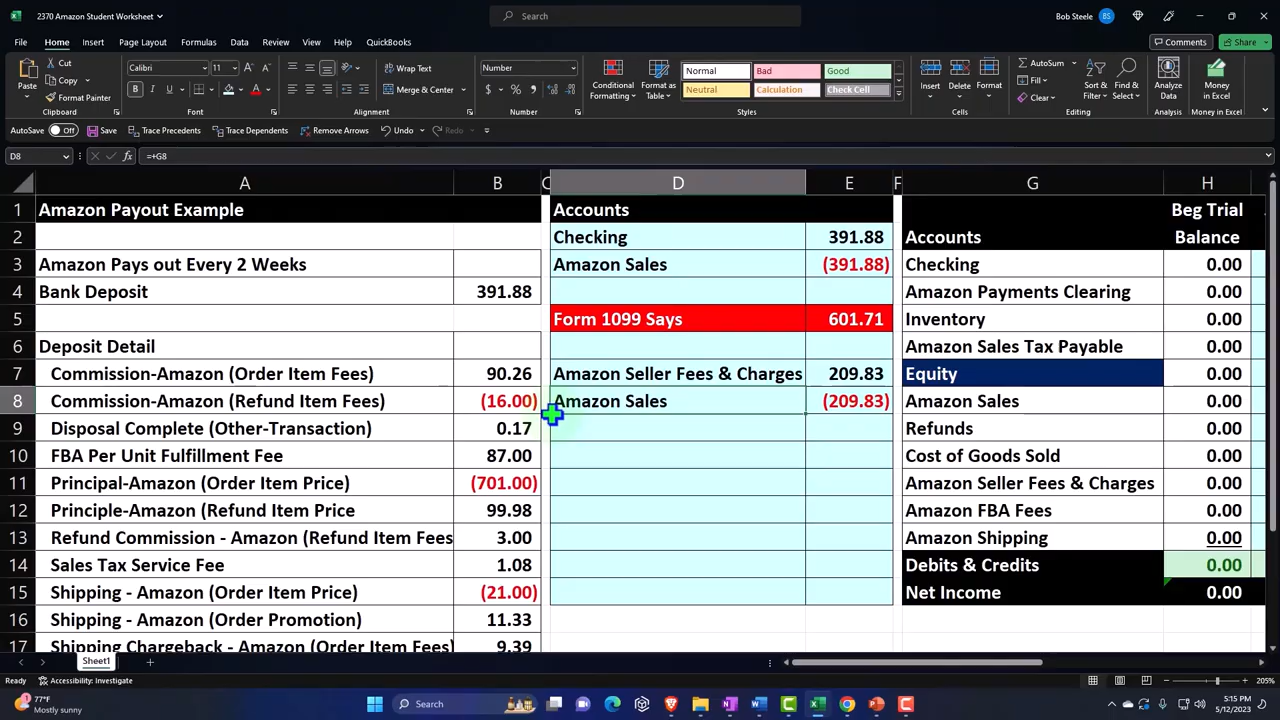 2370 Amazon Student Worksheet
Search
Bob Steele
BS
File Home Insert Page Layout Formulas Data Review View Help QuickBooks
Comments
Share
Paste
Cut
Copy
Format Painter
Clipboard
Calibri
11
Font
Wrap Text
Merge & Center
Alignment
Number
Number
Conditional Formatting
Format as Table
Normal Bad Good
Neutral Calculation Check Cell
Styles
Insert Delete Format
Cells
AutoSum
Fill
Clear
Sort & Filter
Find & Select
Editing
Analyze Data
Analysis
Money in Excel
Money in Excel
AutoSave Off Save Trace Precedents Trace Dependents Remove Arrows Undo Redo
D8
fx
=+G8
A B C D E F G H
1 Amazon Payout Example Accounts Beg Trial
2 Checking 391.88 Accounts Balance
3 Amazon Pays out Every 2 Weeks Amazon Sales (391.88) Checking 0.00
4 Bank Deposit 391.88 Amazon Payments Clearing 0.00
5 Form 1099 Says 601.71 Inventory 0.00
6 Deposit Detail Amazon Sales Tax Payable 0.00
7 Commission-Amazon (Order Item Fees) 90.26 Amazon Seller Fees & Charges 209.83 Equity 0.00
8 Commission-Amazon (Refund Item Fees) (16.00) Amazon Sales (209.83) Amazon Sales 0.00
9 Disposal Complete (Other-Transaction) 0.17 Refunds 0.00
10 FBA Per Unit Fulfillment Fee 87.00 Cost of Goods Sold 0.00
11 Principal-Amazon (Order Item Price) (701.00) Amazon Seller Fees & Charges 0.00
12 Principle-Amazon (Refund Item Price 99.98 Amazon FBA Fees 0.00
13 Refund Commission - Amazon (Refund Item Fees 3.00 Amazon Shipping 0.00
14 Sales Tax Service Fee 1.08 Debits & Credits 0.00
15 Shipping - Amazon (Order Item Price) (21.00) Net Income 0.00
16 Shipping - Amazon (Order Promotion) 11.33
17 Shipping Chargeback - Amazon (Order Item Fees) 9.39
Sheet1
Ready
Accessibility: Investigate
205%
77°F
Mostly sunny
Search
5:15 PM
5/12/2023